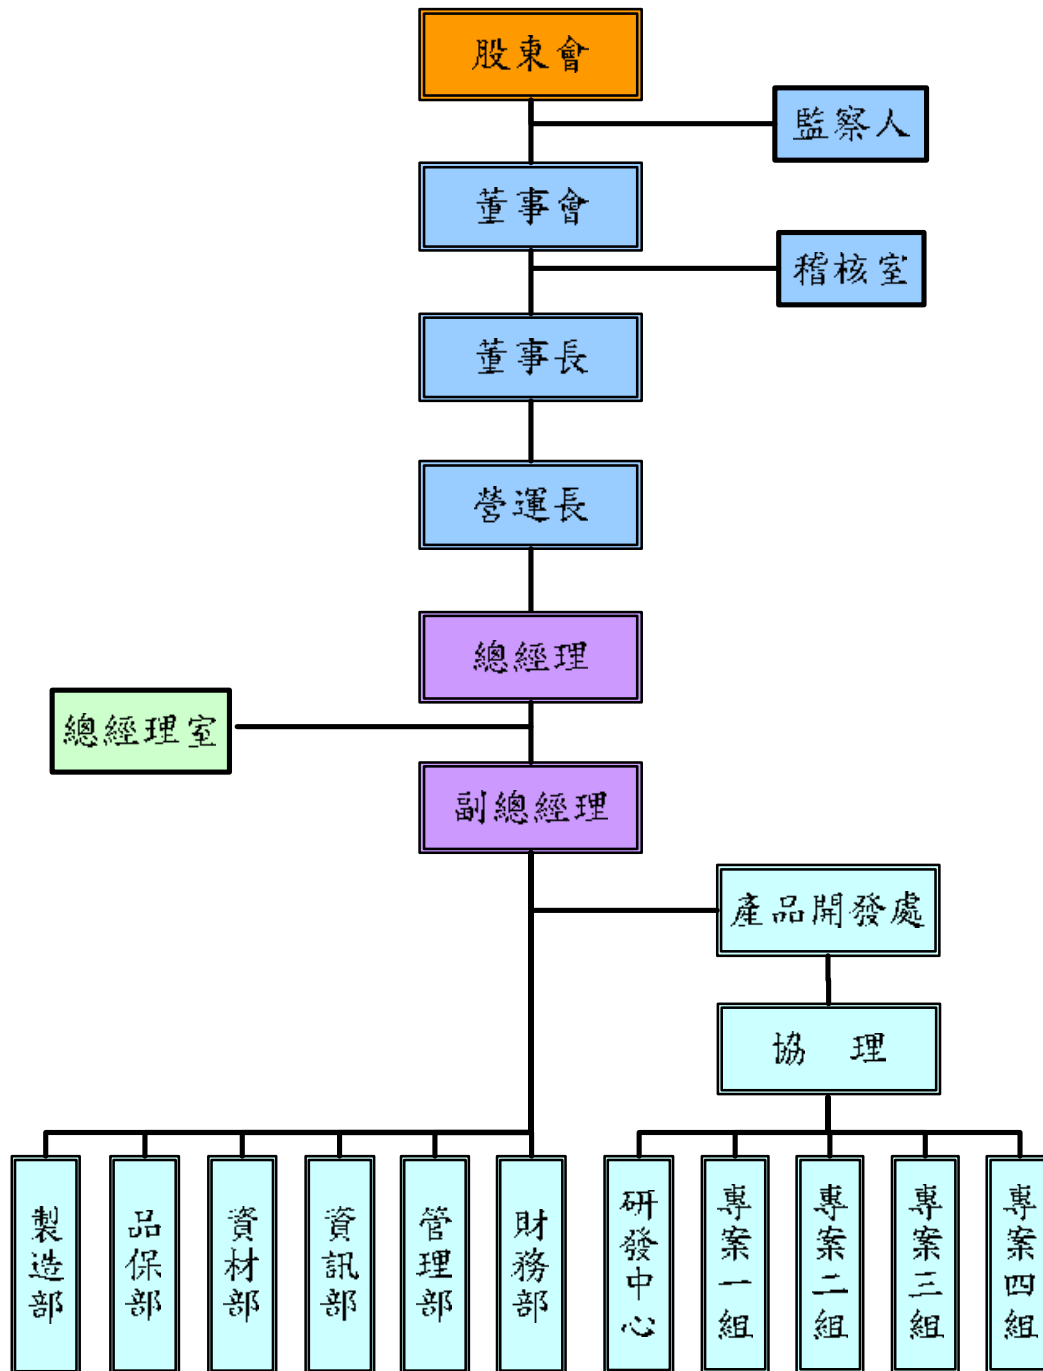 股東會
監察人
董事會
稽核室
董事長
營運長
總經理
總經理室
副總經理
產品開發處
協 理
製造部
品保部
資材部
資訊部
管理部
財務部
研發中心
專案一組
專案二組
專案三組
專案四組